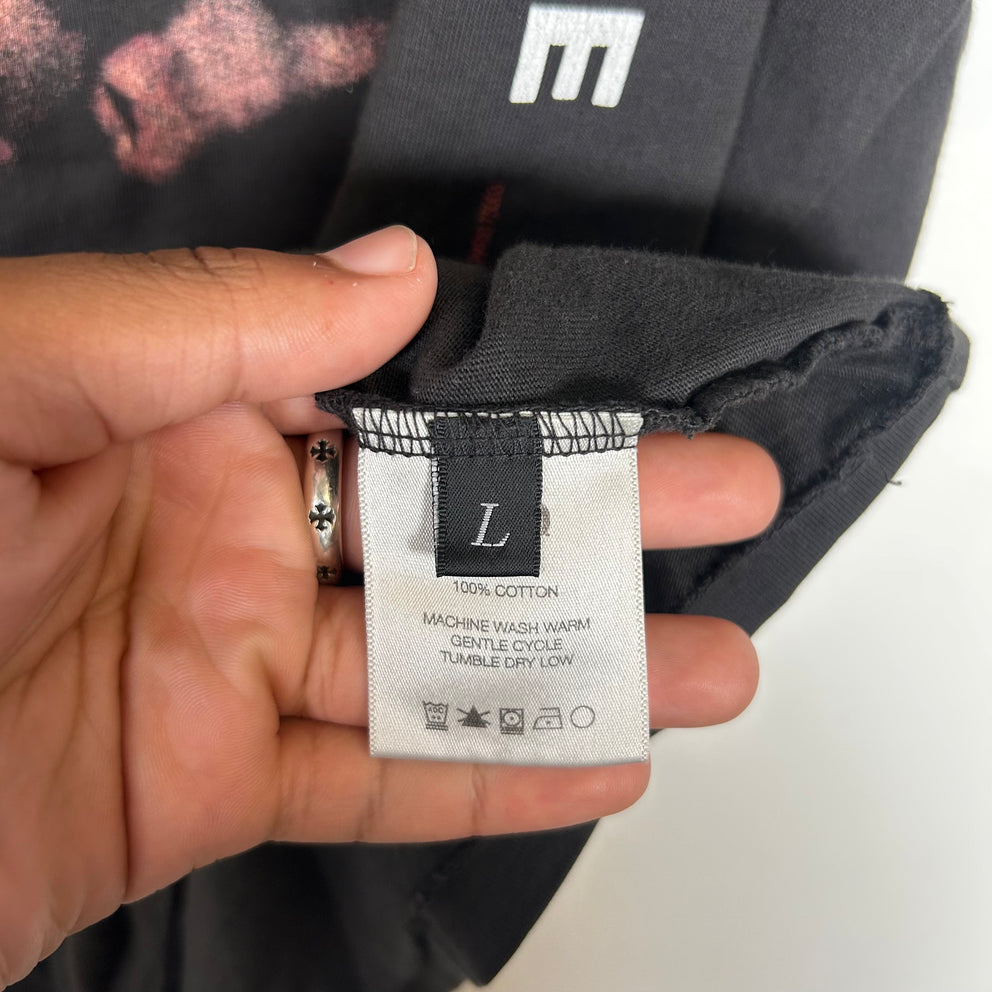 L
100% COTTON
MACHINE WASH WARM
GENTLE CYCLE
TUMBLE DRY LOW